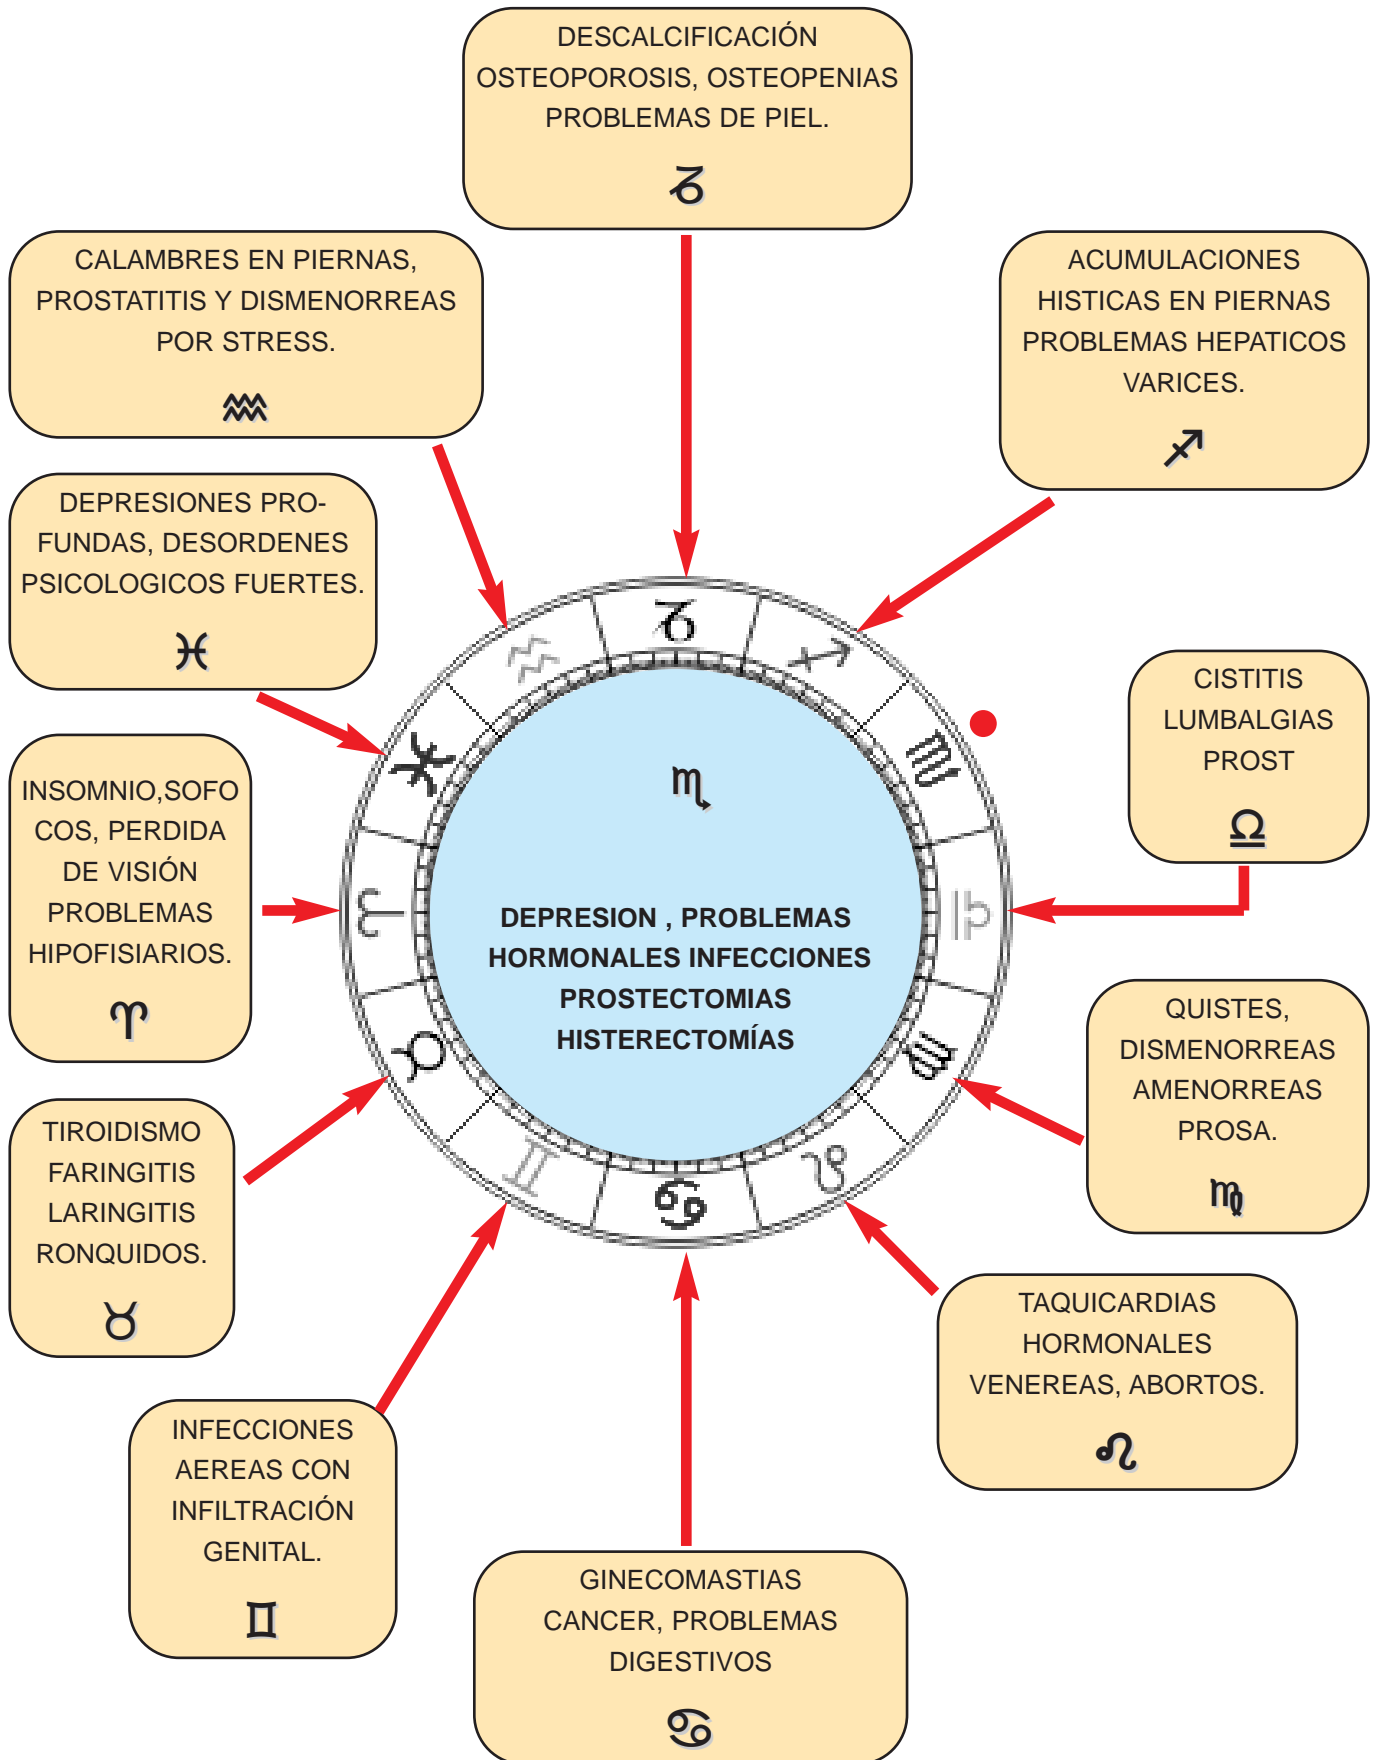 DESCALCIFICACIÓN
OSTEOPOROSIS, OSTEOPENIAS
PROBLEMAS DE PIEL.
♑
CALAMBRES EN PIERNAS,
PROSTATITIS Y DISMENORREAS
POR STRESS.
♒
ACUMULACIONES
HISTICAS EN PIERNAS
PROBLEMAS HEPATICOS
VARICES.
♐
DEPRESIONES PRO-
FUNDAS, DESORDENES
PSICOLOGICOS FUERTES.
♓
CISTITIS
LUMBALGIAS
PROST
♎
INSOMNIO,SOFO
COS, PERDIDA
DE VISIÓN
PROBLEMAS
HIPOFISIARIOS.
♈
♏
DEPRESION , PROBLEMAS
HORMONALES INFECCIONES
PROSTECTOMIAS
HISTERECTOMÍAS
QUISTES,
DISMENORREAS
AMENORREAS
PROSA.
♍
TIROIDISMO
FARINGITIS
LARINGITIS
RONQUIDOS.
♉
TAQUICARDIAS
HORMONALES
VENEREAS, ABORTOS.
♌
INFECCIONES
AEREAS CON
INFILTRACIÓN
GENITAL.
♊
GINECOMASTIAS
CANCER, PROBLEMAS
DIGESTIVOS
♋